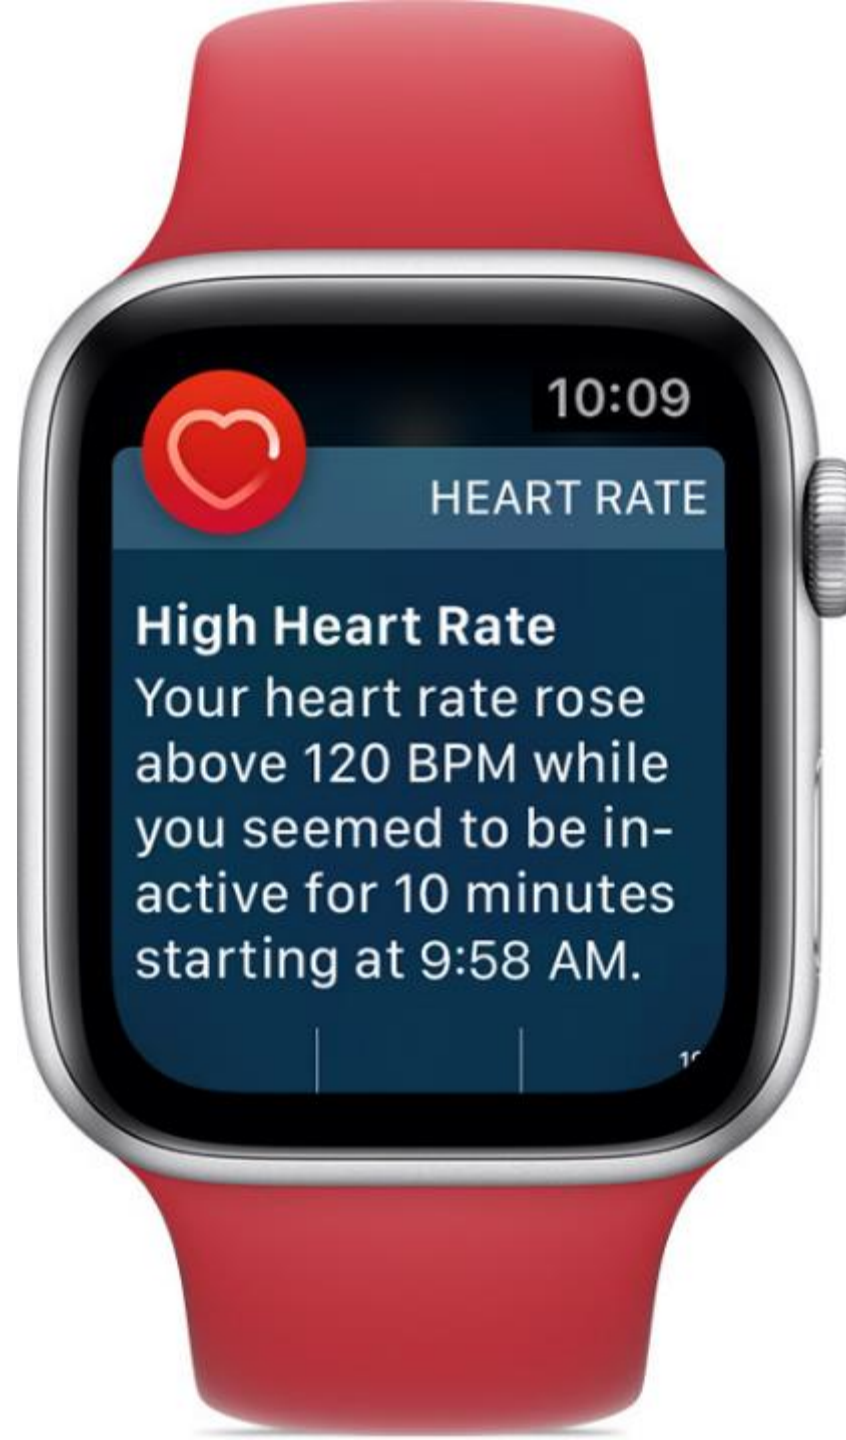 10:09
HEART RATE
High Heart Rate
Your heart rate rose
above 120 BPM while
you seemed to be in-
active for 10 minutes
starting at 9:58 AM.